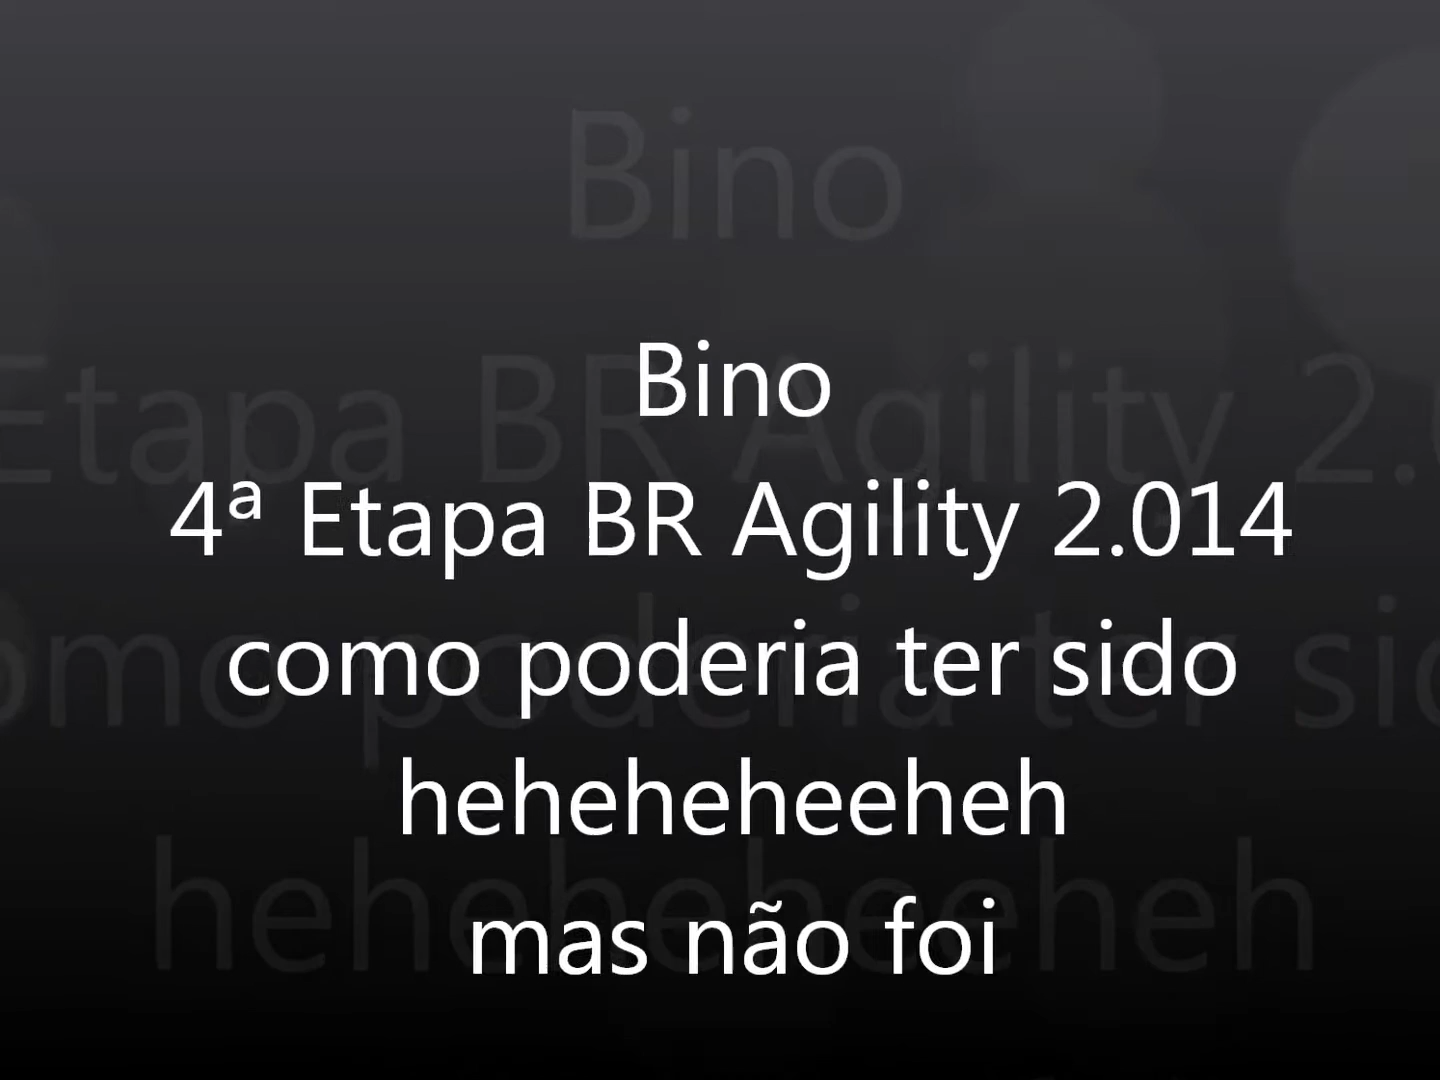 Bino
4ª Etapa BR Agility 2.014
como poderia ter sido
heheheheeheh
mas não foi